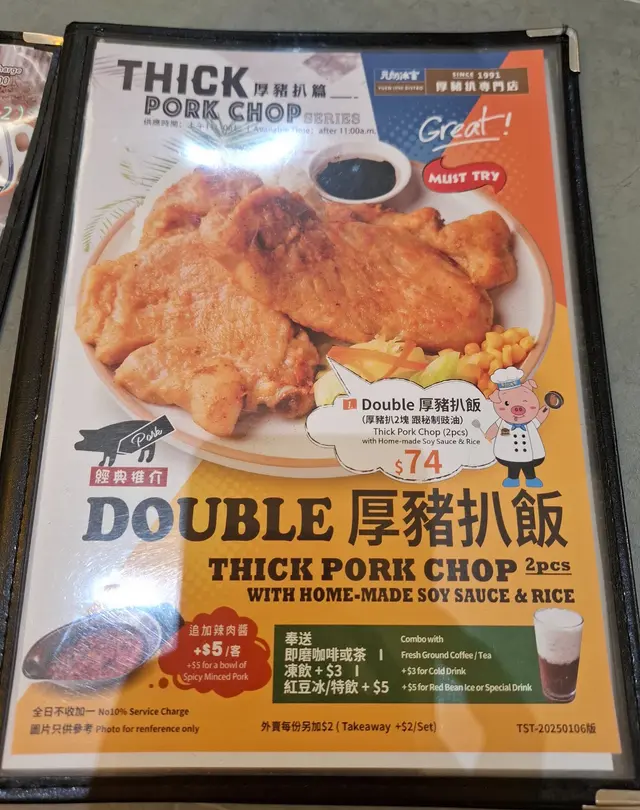 THICK 厚豬扒篇
PORK CHOP SERIES
Available Time: after 11:00a.m.
SINCE 1991
厚豬扒專門店
Great!
MUST TRY
Double 厚豬扒飯
(厚豬扒2塊 跟秘制豉油)
Thick Pork Chop (2pcs)
with Home-made Soy Sauce & Rice
$74
Pork
經典推介
DOUBLE 厚豬扒飯
THICK PORK CHOP 2pcs
WITH HOME-MADE SOY SAUCE & RICE
追加辣肉醬
+$5/客
+$5 for a bowl of
Spicy Minced Pork
奉送
即磨咖啡或茶
凍飲 + $3
紅豆冰/特飲 + $5
Combo with
Fresh Ground Coffee / Tea
+$3 for Cold Drink
+$5 for Red Bean Ice or Special Drink
全日不收加一 No10% Service Charge
圖片只供參考 Photo for renference only
外賣每份另加$2 ( Takeaway +$2/Set)
TST-20250106版